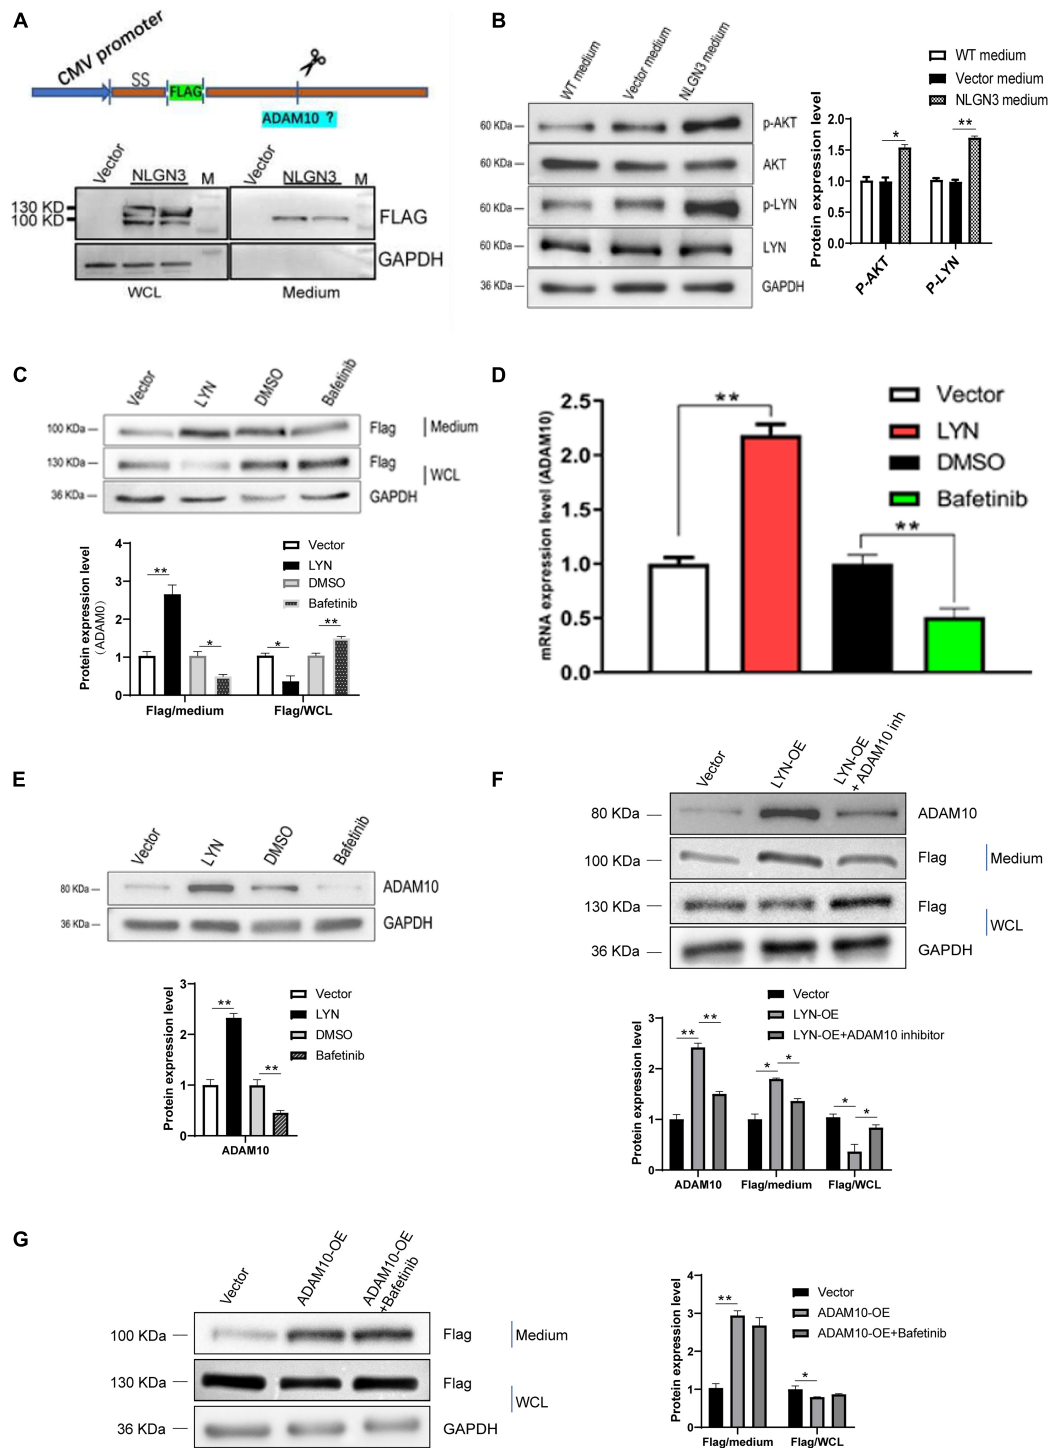 A
CMV promoter
SS
FLAG
ADAM10 ?
Vector
NLGN3
M
Vector
NLGN3
M
130 KD
100 KD
FLAG
GAPDH
WCL
Medium
B
WT medium
Vector medium
NLGN3 medium
60 KDa
p-AKT
60 KDa
AKT
60 KDa
p-LYN
60 KDa
LYN
36 KDa
GAPDH
WT medium
Vector medium
NLGN3 medium
Protein expression level
2.0
1.5
1.0
0.5
0.0
*
**
P-AKT
P-LYN
C
Vector
LYN
DMSO
Bafetinib
100 KDa
Flag
Medium
130 KDa
Flag
WCL
36 KDa
GAPDH
Protein expression level
(ADAM0)
4
3
2
1
0
Vector
LYN
DMSO
Bafetinib
**
*
*
**
Flag/medium
Flag/WCL
D
mRNA expression level (ADAM10)
2.5
2.0
1.5
1.0
0.5
0.0
**
**
Vector
LYN
DMSO
Bafetinib
E
Vector
LYN
DMSO
Bafetinib
80 KDa
ADAM10
36 KDa
GAPDH
Protein expression level
3
2
1
0
**
**
Vector
LYN
DMSO
Bafetinib
ADAM10
F
Vector
LYN-OE
LYN-OE
+ ADAM10 inh
80 KDa
ADAM10
100 KDa
Flag
Medium
130 KDa
Flag
WCL
36 KDa
GAPDH
Vector
LYN-OE
LYN-OE+ADAM10 inhibitor
Protein expression level
3
2
1
0
**
**
*
*
*
*
ADAM10
Flag/medium
Flag/WCL
G
Vector
ADAM10-OE
ADAM10-OE
+Bafetinib
100 KDa
Flag
Medium
130 KDa
Flag
WCL
36 KDa
GAPDH
Protein expression level
4
3
2
1
0
**
*
Vector
ADAM10-OE
ADAM10-OE+Bafetinib
Flag/medium
Flag/WCL